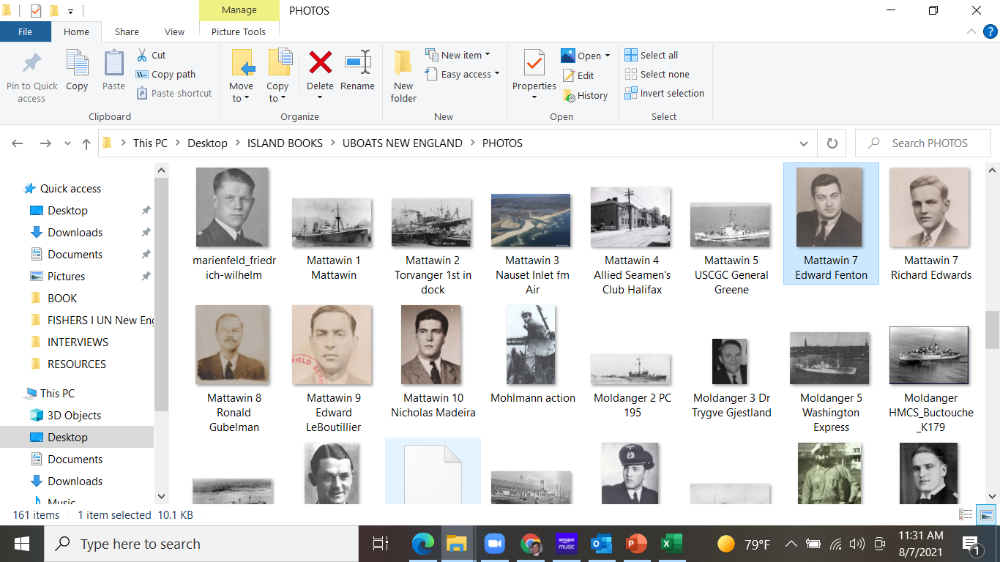 Manage
PHOTOS
File
Home
Share
View
Picture Tools
Pin to Quick access
Copy
Paste
Cut
Copy path
Paste shortcut
Clipboard
Move to
Copy to
Delete
Rename
Organize
New folder
New item
Easy access
New
Properties
Open
Edit
History
Open
Select all
Select none
Invert selection
Select
This PC
Desktop
ISLAND BOOKS
UBOATS NEW ENGLAND
PHOTOS
Search PHOTOS
Quick access
Desktop
Downloads
Documents
Pictures
BOOK
FISHERS I UN New Eng
INTERVIEWS
RESOURCES
This PC
3D Objects
Desktop
Documents
Downloads
Music
marienfeld_friedr
ich-wilhelm
Mattawin 1
Mattawin
Mattawin 2
Torvanger 1st in
dock
Mattawin 3
Nauset Inlet fm
Air
Mattawin 4
Allied Seamen's
Club Halifax
Mattawin 5
USCGC General
Greene
Mattawin 7
Edward Fenton
Mattawin 7
Richard Edwards
Mattawin 8
Ronald
Gubelman
FIELD SERV
Mattawin 9
Edward
LeBoutillier
Mattawin 10
Nicholas Madeira
Mohlmann action
Moldanger 2 PC
195
Moldanger 3 Dr
Trygve Gjestland
Moldanger 5
Washington
Express
Moldanger
HMCS_Buctouche
_K179
161 items
1 item selected
10.1 KB
Type here to search
amazon
music
79°F
11:31 AM
8/7/2021
1